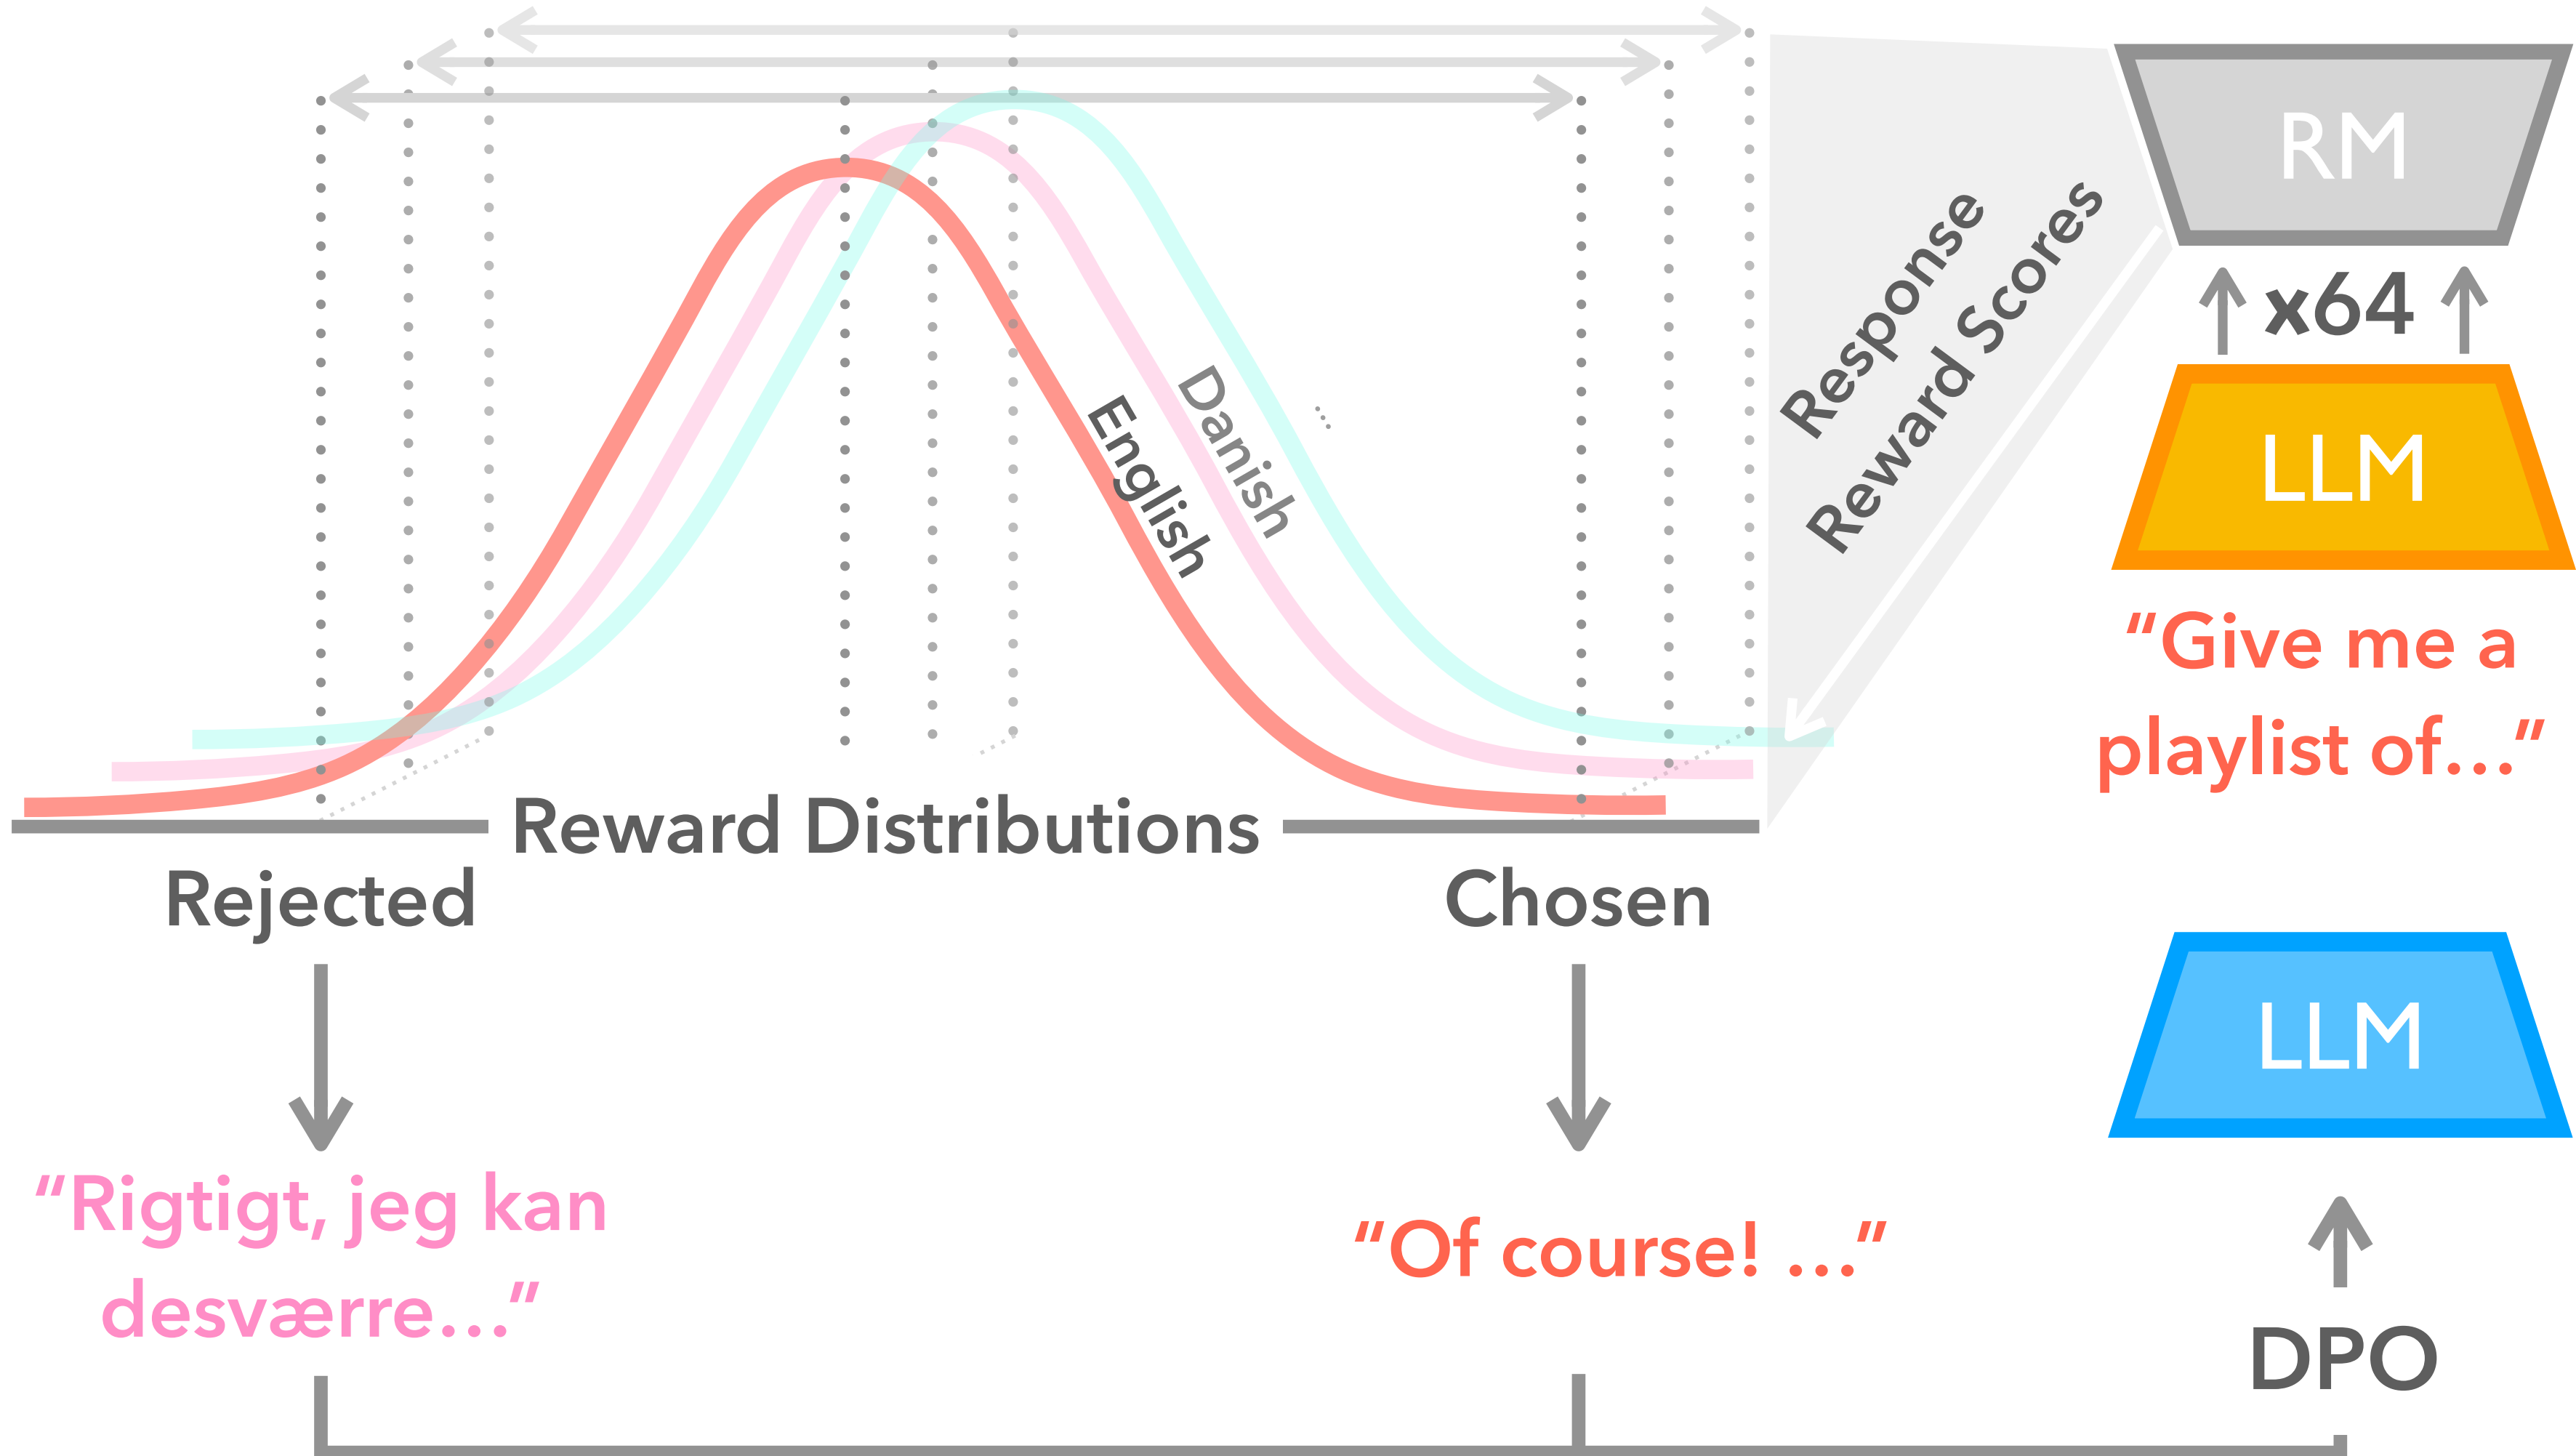 RM
x64
LLM
“Give me a
playlist of...”
Response
Reward Scores
English
Danish
...
Reward Distributions
Rejected
Chosen
“Rigtigt, jeg kan
desværre...”
“Of course! ...”
LLM
DPO